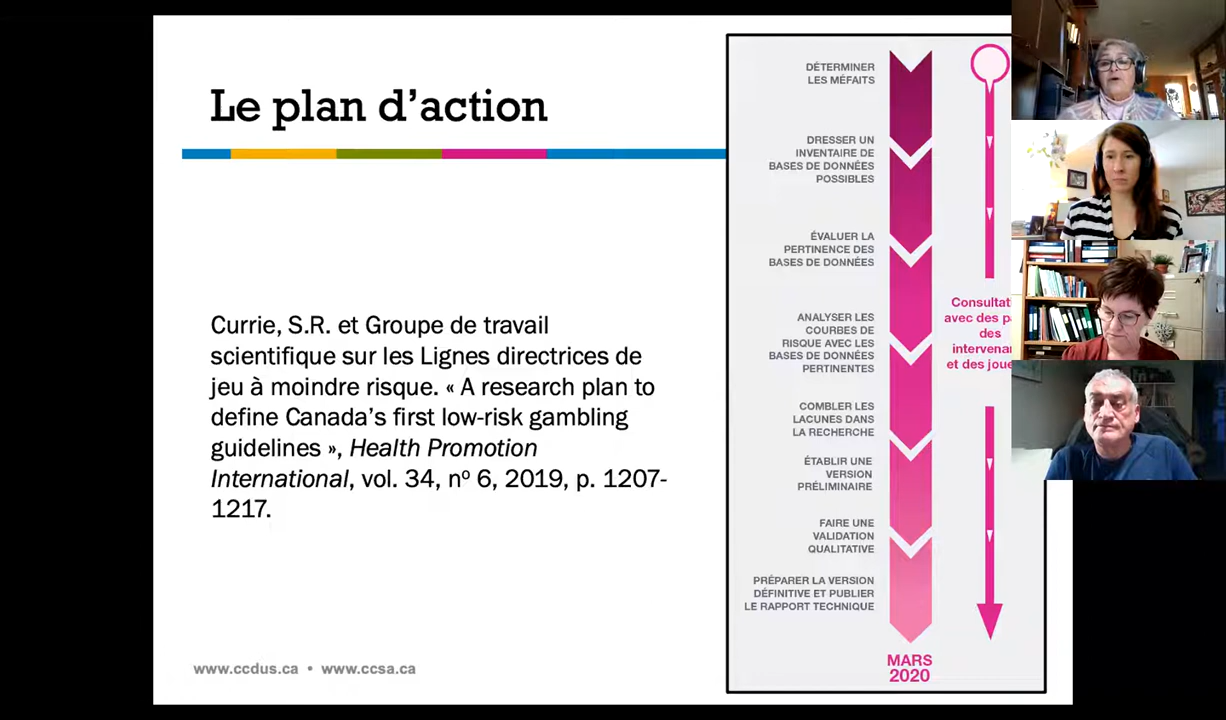 Le plan d’action
Currie, S.R. et Groupe de travail
scientifique sur les Lignes directrices de
jeu à moindre risque. « A research plan to
define Canada’s first low-risk gambling
guidelines », Health Promotion
International, vol. 34, nº 6, 2019, p. 1207-
1217.
www.ccdus.ca • www.ccsa.ca
DÉTERMINER
LES MÉFAITS
DRESSER UN
INVENTAIRE DE
BASES DE DONNÉES
POSSIBLES
ÉVALUER LA
PERTINENCE DES
BASES DE DONNÉES
ANALYSER LES
COURBES DE
RISQUE AVEC LES
BASES DE DONNÉES
PERTINENTES
COMBLER LES
LACUNES DANS
LA RECHERCHE
ÉTABLIR UNE
VERSION
PRÉLIMINAIRE
FAIRE UNE
VALIDATION
QUALITATIVE
PRÉPARER LA VERSION
DÉFINITIVE ET PUBLIER
LE RAPPORT TECHNIQUE
MARS
2020
avec des
des
et des